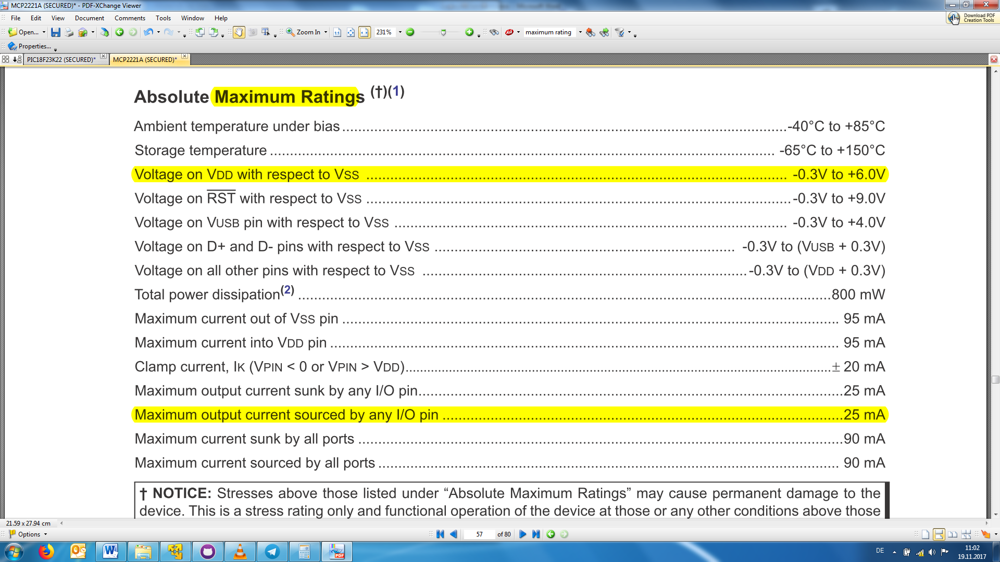 MCP2221A (SECURED)* - PDF-XChange Viewer
File Edit View Document Comments Tools Window Help
Download PDF
Creation Tools
Open... Zoom In 231% maximum rating
Properties...
PIC18F23K22 (SECURED)* MCP2221A (SECURED)*
Absolute Maximum Ratings (†)(1)
Ambient temperature under bias.....-40°C to +85°C
Storage temperature ..... -65°C to +150°C
Voltage on VDD with respect to VSS ..... -0.3V to +6.0V
Voltage on RST with respect to VSS .....-0.3V to +9.0V
Voltage on VUSB pin with respect to VSS ..... -0.3V to +4.0V
Voltage on D+ and D- pins with respect to VSS ..... -0.3V to (VUSB + 0.3V)
Voltage on all other pins with respect to VSS .....-0.3V to (VDD + 0.3V)
Total power dissipation(2) .....800 mW
Maximum current out of VSS pin ..... 95 mA
Maximum current into VDD pin ..... 95 mA
Clamp current, IK (VPIN < 0 or VPIN > VDD).....± 20 mA
Maximum output current sunk by any I/O pin.....25 mA
Maximum output current sourced by any I/O pin .....25 mA
Maximum current sunk by all ports .....90 mA
Maximum current sourced by all ports ..... 90 mA
† NOTICE: Stresses above those listed under “Absolute Maximum Ratings” may cause permanent damage to the
device. This is a stress rating only and functional operation of the device at those or any other conditions above those
21.59 x 27.94 cm
Options 57 of 80
DE 11:02
19.11.2017